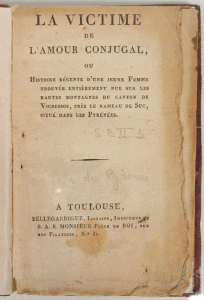 LA VICTIME
DE
L'AMOUR CONJUGAL,
OU
HISTOIRE RÉCENTE D'UNE JEUNE FEMME
TROUVÉE ENTIÈREMENT NUE SUR LES
HAUTES MONTAGNES DU CANTON DE
VICDESSOS, PRÈS LE HAMEAU DE SUC,
SITUÉ DANS LES PYRÉNÉES.
A TOULOUSE,
BELLEGARRIGUE, LIBRAIRE, IMPRIMEUR DE
S. A. R. MONSIEUR FRÈRE DU ROI, RUE
DES FILATIERS, N.º 31.